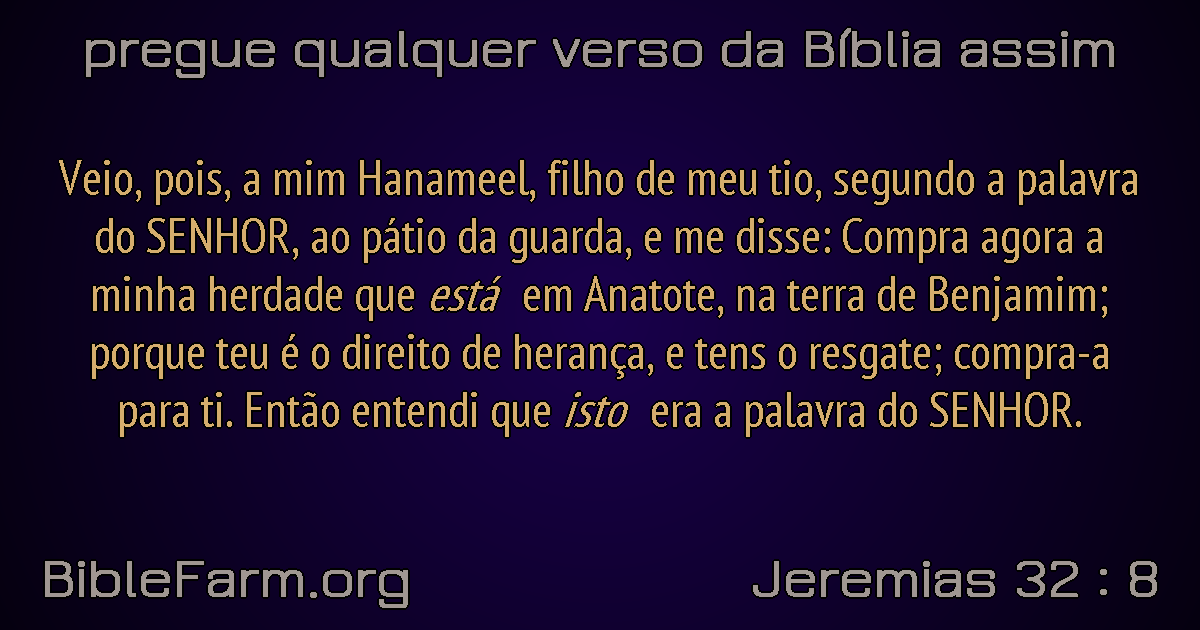 pregue qualquer verso da Bíblia assim
Veio, pois, a mim Hanameel, filho de meu tio, segundo a palavra
do SENHOR, ao pátio da guarda, e me disse: Compra agora a
minha herdade que está em Anatote, na terra de Benjamim;
porque teu é o direito de herança, e tens o resgate; compra-a
para ti. Então entendi que isto era a palavra do SENHOR.
BibleFarm.org
Jeremias 32 : 8